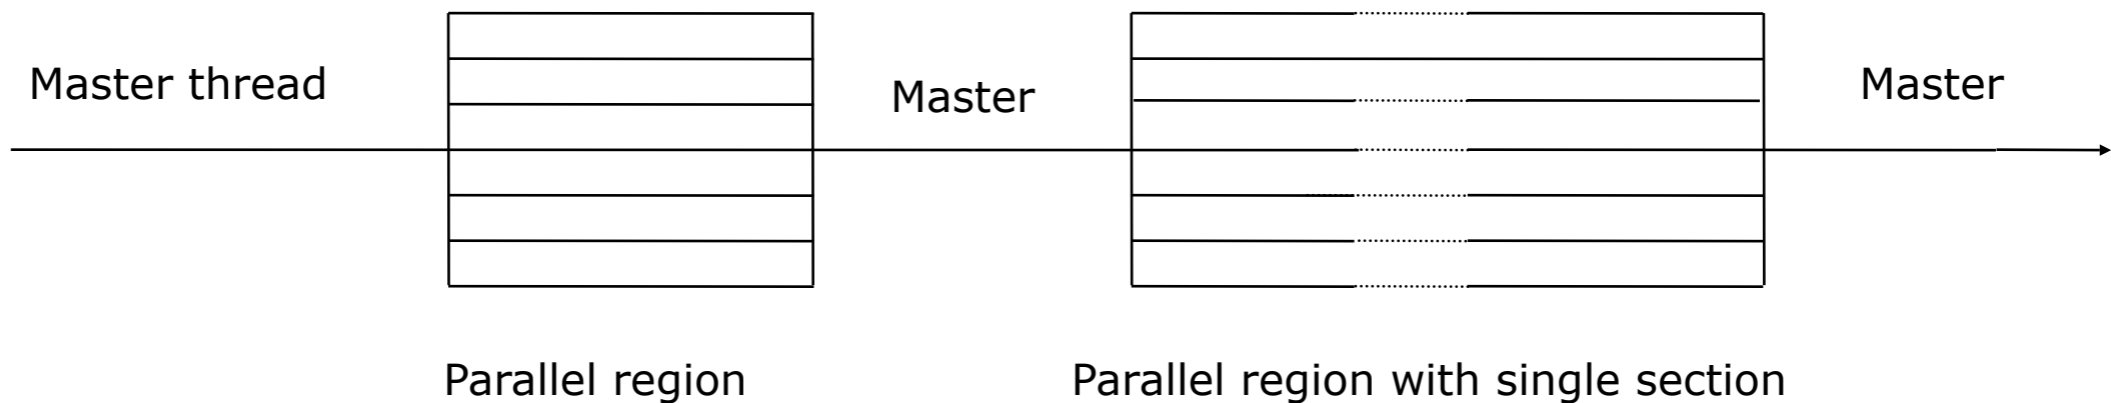 Master thread
Master
Master
Parallel region
Parallel region with single section